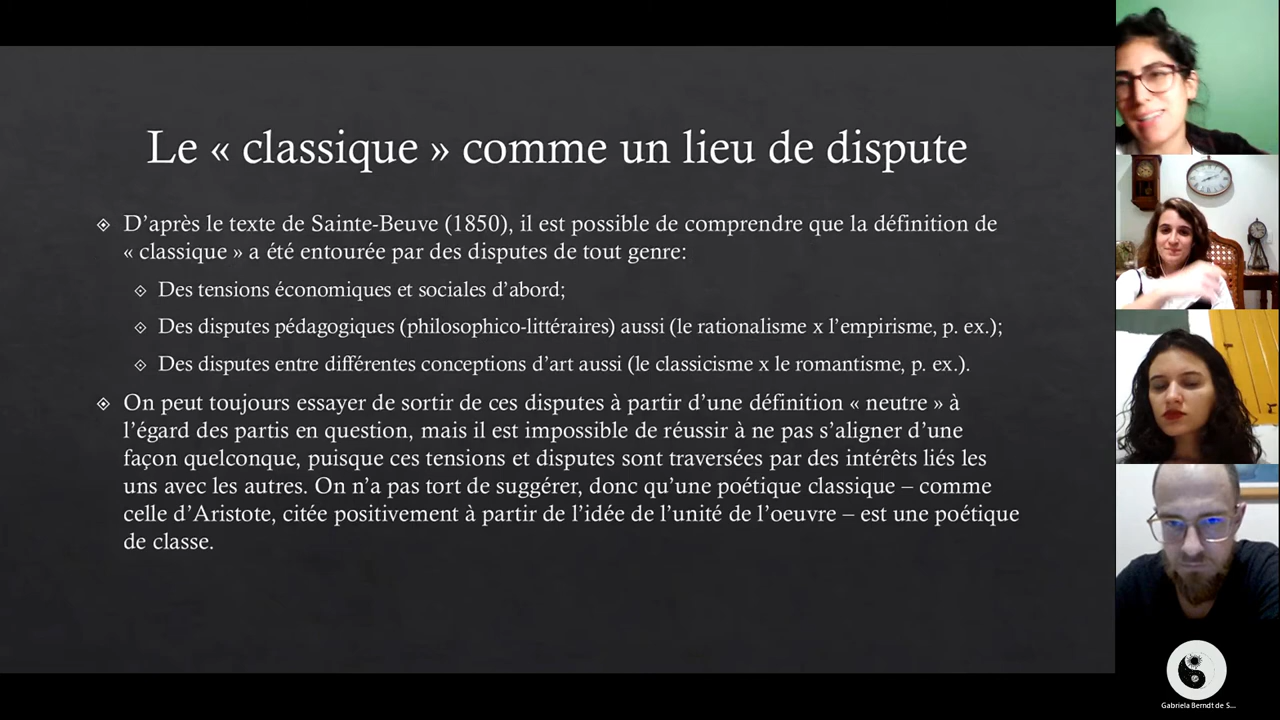 Le « classique » comme un lieu de dispute
D’après le texte de Sainte-Beuve (1850), il est possible de comprendre que la définition de
« classique » a été entourée par des disputes de tout genre:
Des tensions économiques et sociales d’abord;
Des disputes pédagogiques (philosophico-littéraires) aussi (le rationalisme x l’empirisme, p. ex.);
Des disputes entre différentes conceptions d’art aussi (le classicisme x le romantisme, p. ex.).
On peut toujours essayer de sortir de ces disputes à partir d’une définition « neutre » à
l’égard des partis en question, mais il est impossible de réussir à ne pas s’aligner d’une
façon quelconque, puisque ces tensions et disputes sont traversées par des intérêts liés les
uns avec les autres. On n’a pas tort de suggérer, donc qu’une poétique classique – comme
celle d’Aristote, citée positivement à partir de l’idée de l’unité de l’oeuvre – est une poétique
de classe.
Gabriela Berndt de S...